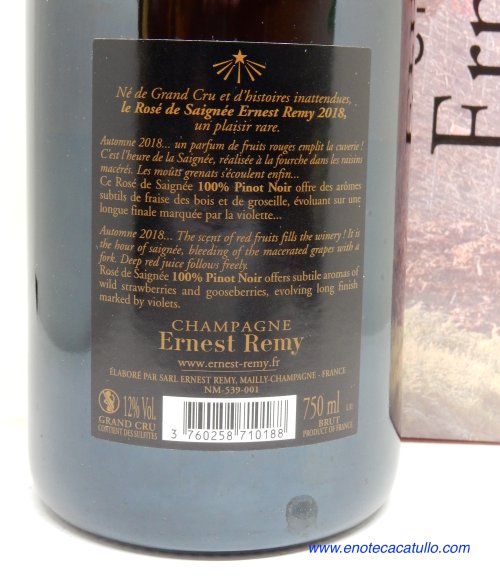 Né de Grand Cru et d'histoires inattendues,
le Rosé de Saignée Ernest Remy 2018,
un plaisir rare.
Automne 2018... un parfum de fruits rouges emplit la cuverie !
C'est l'heure de la Saignée, réalisée à la fourche dans les raisins
macérés. Les moûts grenats s'écoulent enfin...
Ce Rosé de Saignée 100% Pinot Noir offre des arômes
subtils de fraise des bois et de groseille, évoluant sur une
longue finale marquée par la violette...
Automne 2018... The scent of red fruits fills the winery ! It is
the hour of saignée, bleeding of the macerated grapes with a
fork. Deep red juice follows freely.
Rosé de Saignée 100% Pinot Noir offers subtile aromas of
wild strawberries and gooseberries, evolving long finish
marked by violets.
CHAMPAGNE
Ernest Remy
www.ernest-remy.fr
ÉLABORÉ PAR SARL ERNEST REMY, MAILLY-CHAMPAGNE - FRANCE
NM-539-001
12% Vol.
GRAND CRU
CONTIENT DES SULFITES
3 760258 710188
750 ml
BRUT
PRODUCT OF FRANCE
Ern
www.enotecacatullo.com